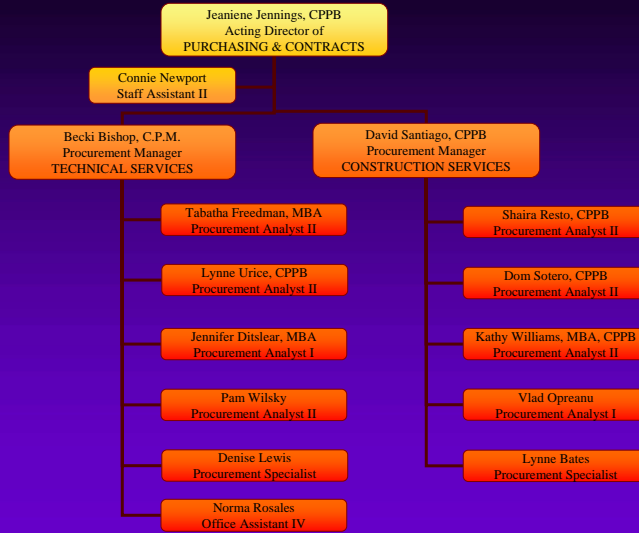 Jeaniene Jennings, CPPB
Acting Director of
PURCHASING & CONTRACTS
Connie Newport
Staff Assistant II
Becki Bishop, C.P.M.
Procurement Manager
TECHNICAL SERVICES
David Santiago, CPPB
Procurement Manager
CONSTRUCTION SERVICES
Tabatha Freedman, MBA
Procurement Analyst II
Lynne Urice, CPPB
Procurement Analyst II
Jennifer Ditslear, MBA
Procurement Analyst I
Pam Wilsky
Procurement Analyst II
Denise Lewis
Procurement Specialist
Norma Rosales
Office Assistant IV
Shaira Resto, CPPB
Procurement Analyst II
Dom Sotero, CPPB
Procurement Analyst II
Kathy Williams, MBA, CPPB
Procurement Analyst II
Vlad Opreanu
Procurement Analyst I
Lynne Bates
Procurement Specialist